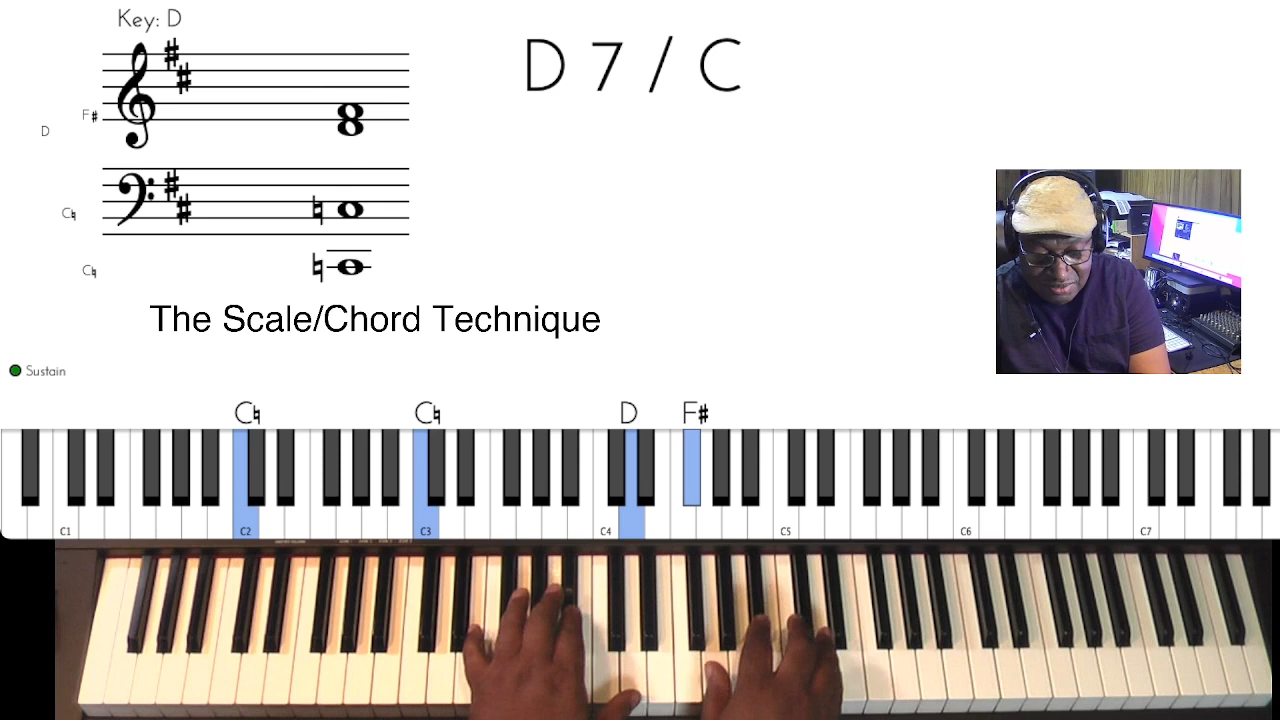 Key: D
D 7 / C
F#
D
C♮
C♮
The Scale/Chord Technique
Sustain
C♮ C♮ D F#
C1 C2 C3 C4 C5 C6 C7